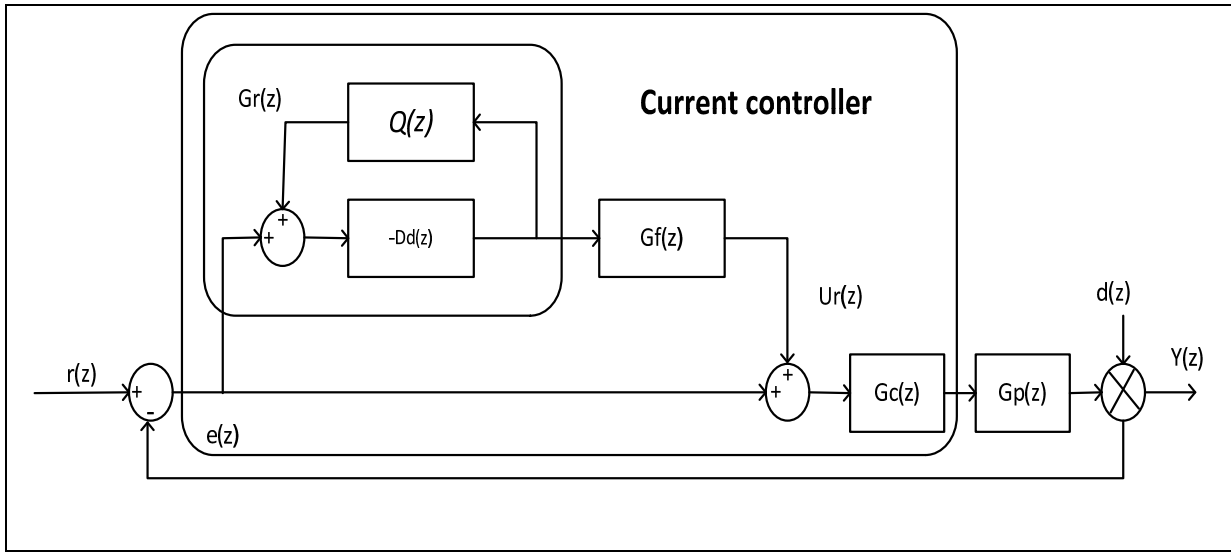 Current controller
Gr(z)
Q(z)
+
+
-Dd(z)
Gf(z)
Ur(z)
d(z)
Y(z)
r(z)
+
-
+
+
Gc(z)
Gp(z)
e(z)